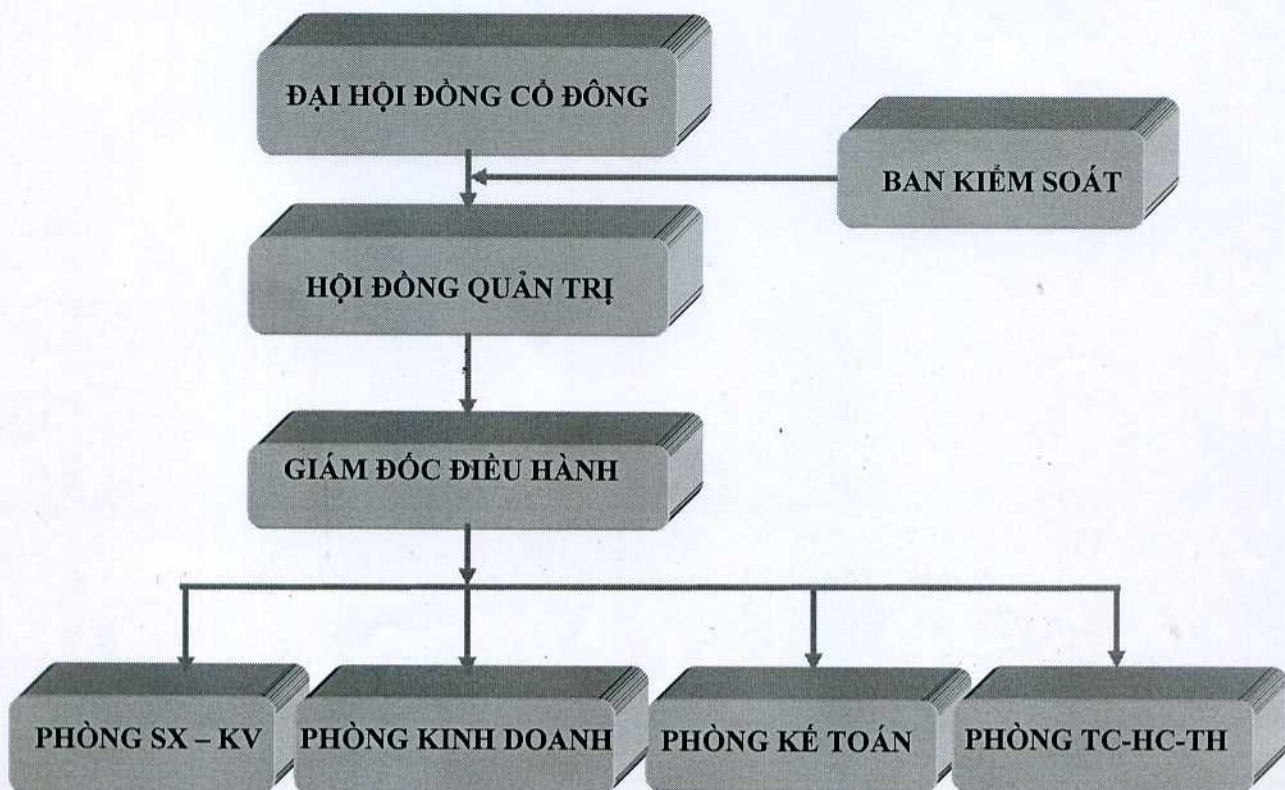 ĐẠI HỘI ĐỒNG CỔ ĐÔNG
BAN KIỂM SOÁT
HỘI ĐỒNG QUẢN TRỊ
GIÁM ĐỐC ĐIỀU HÀNH
PHÒNG SX – KV
PHÒNG KINH DOANH
PHÒNG KẾ TOÁN
PHÒNG TC-HC-TH